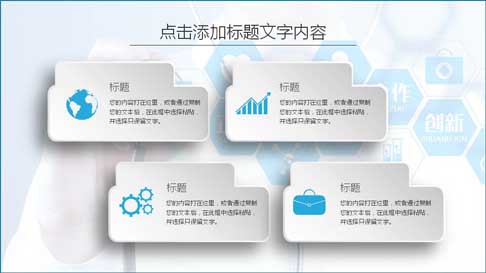 点击添加标题文字内容
标题
您的内容打在这里，或者通过复制
您的文本后，在此框中选择粘贴，
并选择只保留文字。
标题
您的内容打在这里，或者通过复制
您的文本后，在此框中选择粘贴，
并选择只保留文字。
作
创新
标题
您的内容打在这里，或者通过复制
您的文本后，在此框中选择粘贴，
并选择只保留文字。
标题
您的内容打在这里，或者通过复制
您的文本后，在此框中选择粘贴，
并选择只保留文字。